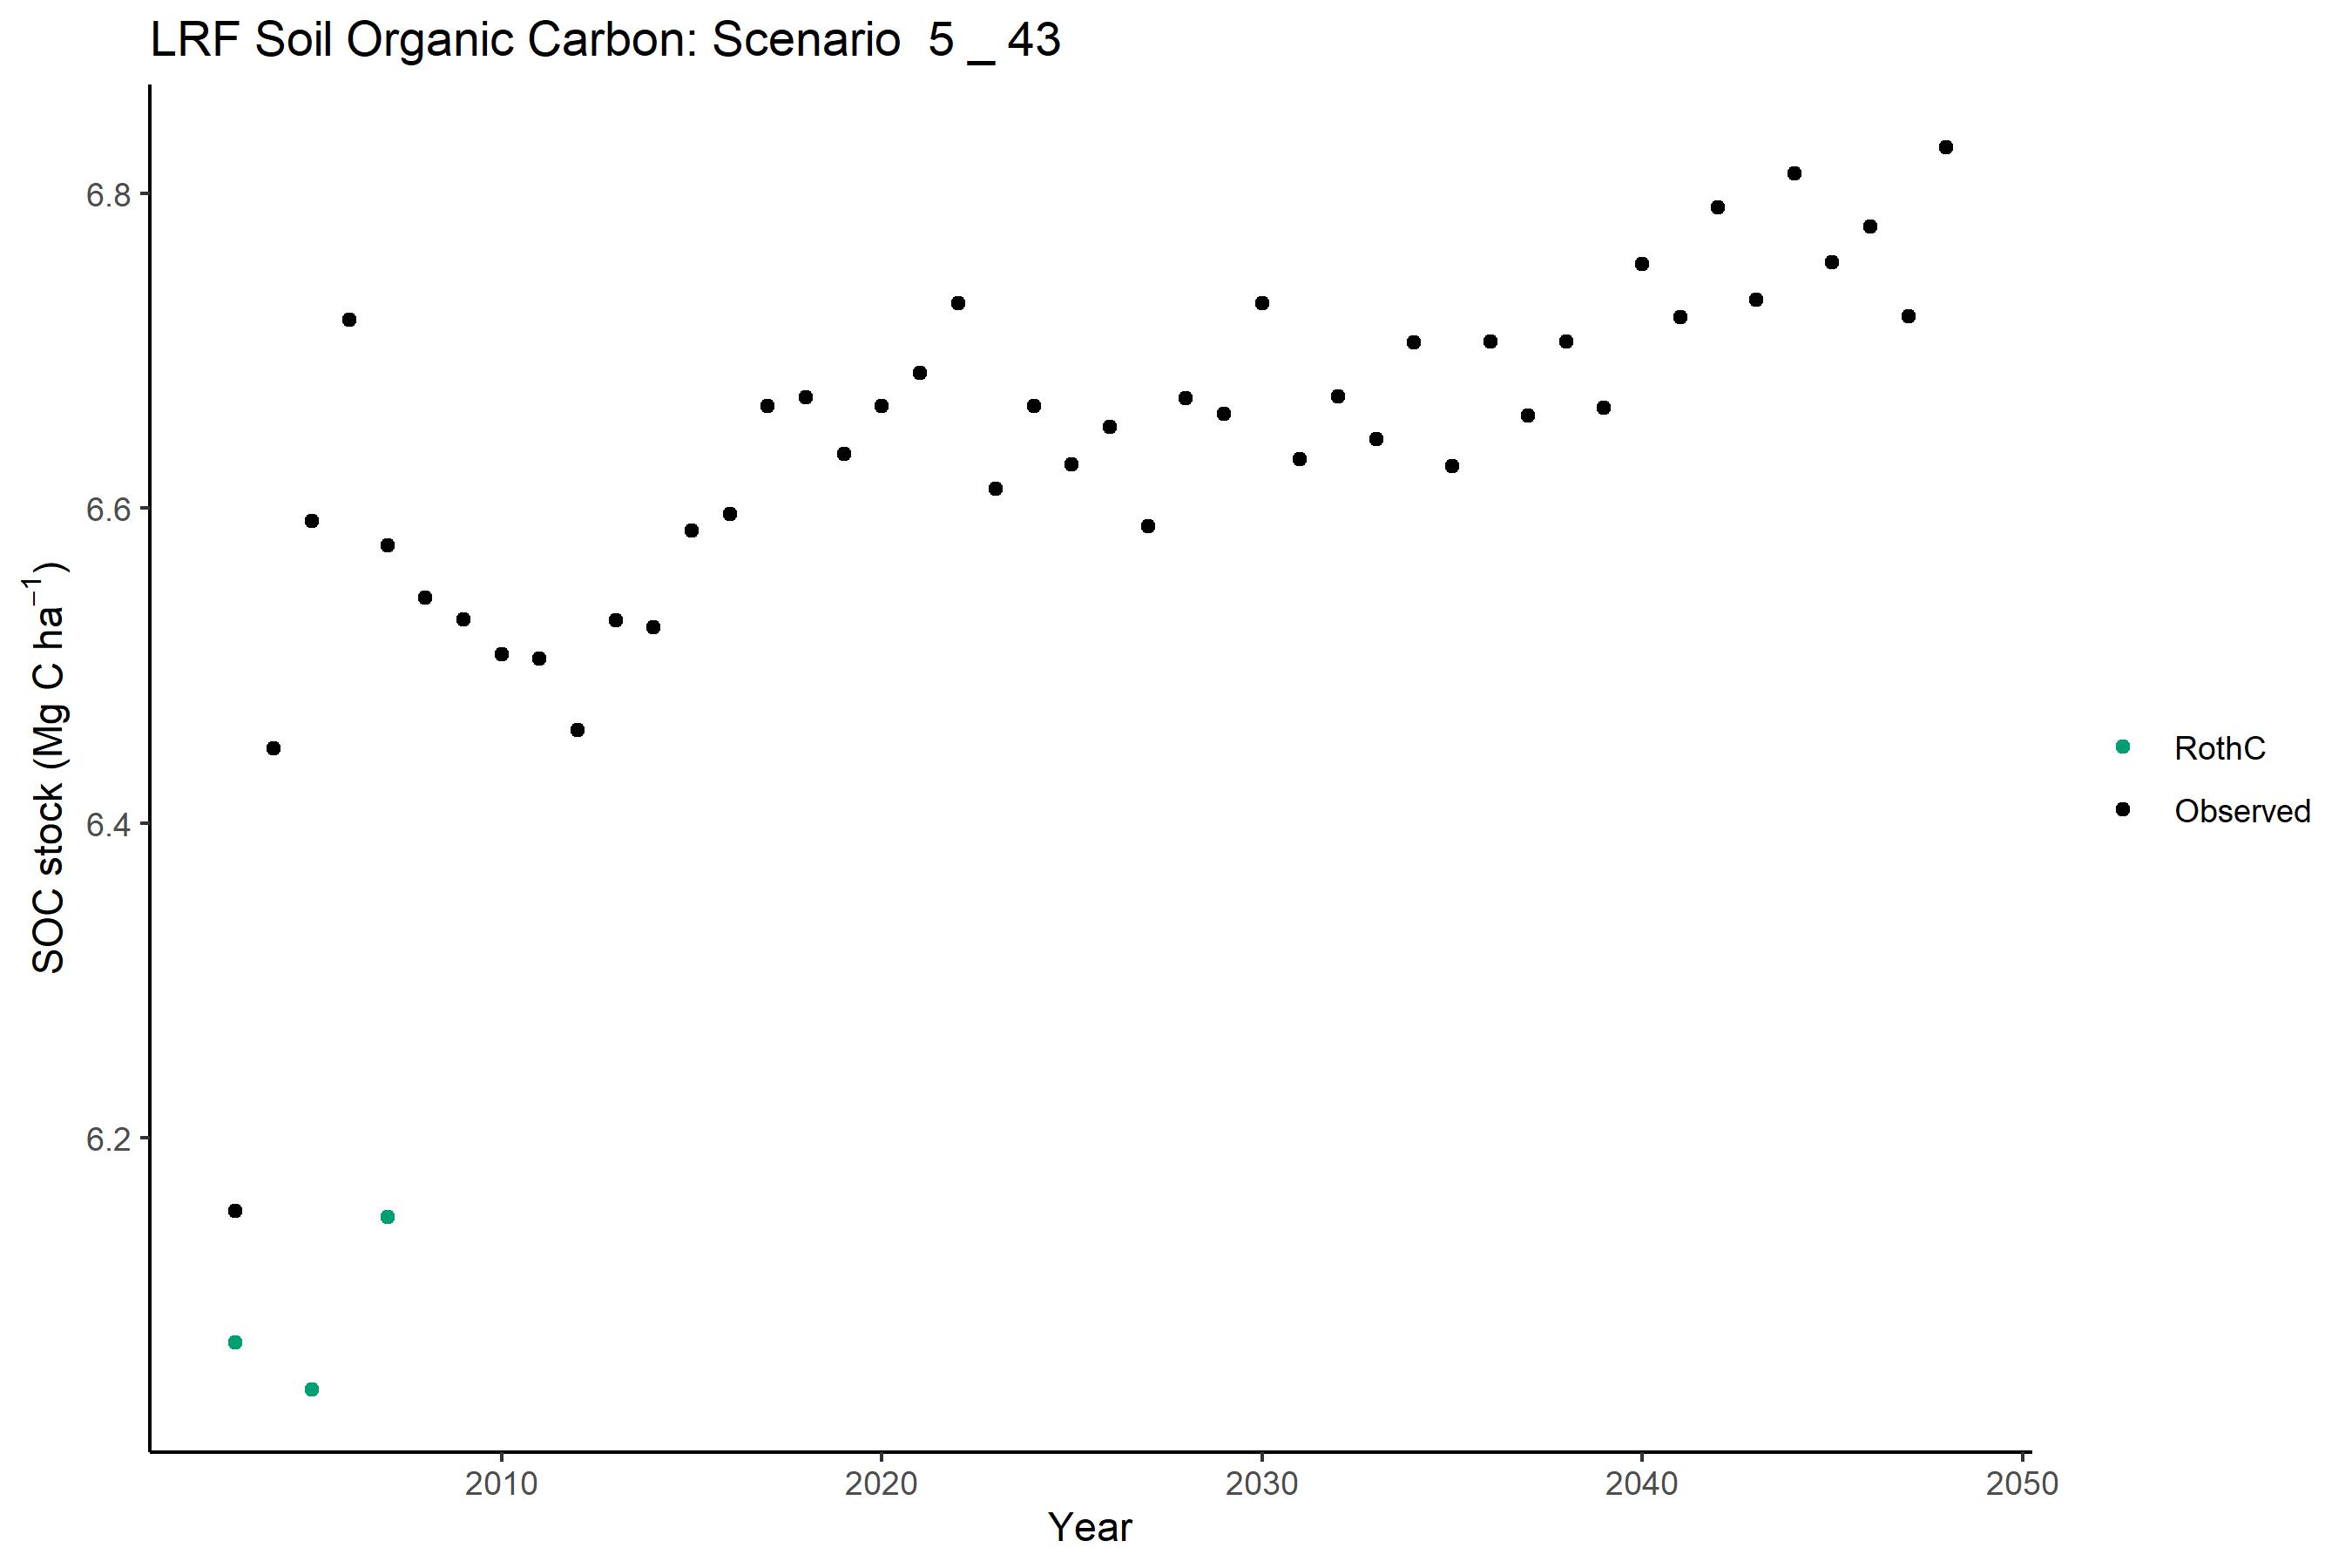 LRF Soil Organic Carbon: Scenario  5 _ 43
SOC stock (Mg C ha⁻¹)
6.8
6.6
6.4
6.2
2010 2020 2030 2040 2050
Year
RothC
Observed